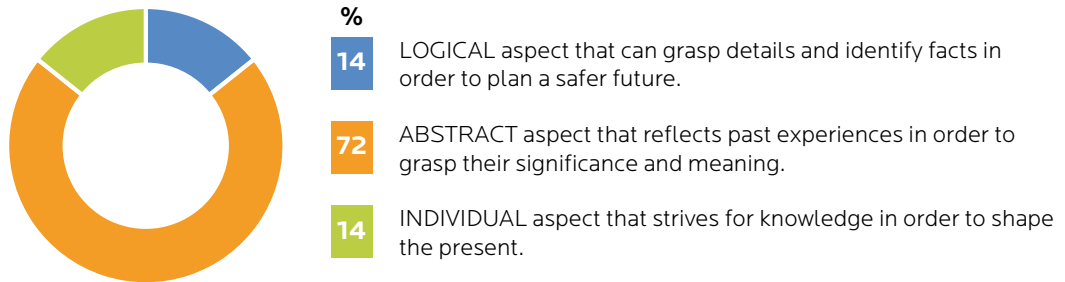 %
14
LOGICAL aspect that can grasp details and identify facts in
order to plan a safer future.
72
ABSTRACT aspect that reflects past experiences in order to
grasp their significance and meaning.
14
INDIVIDUAL aspect that strives for knowledge in order to shape
the present.